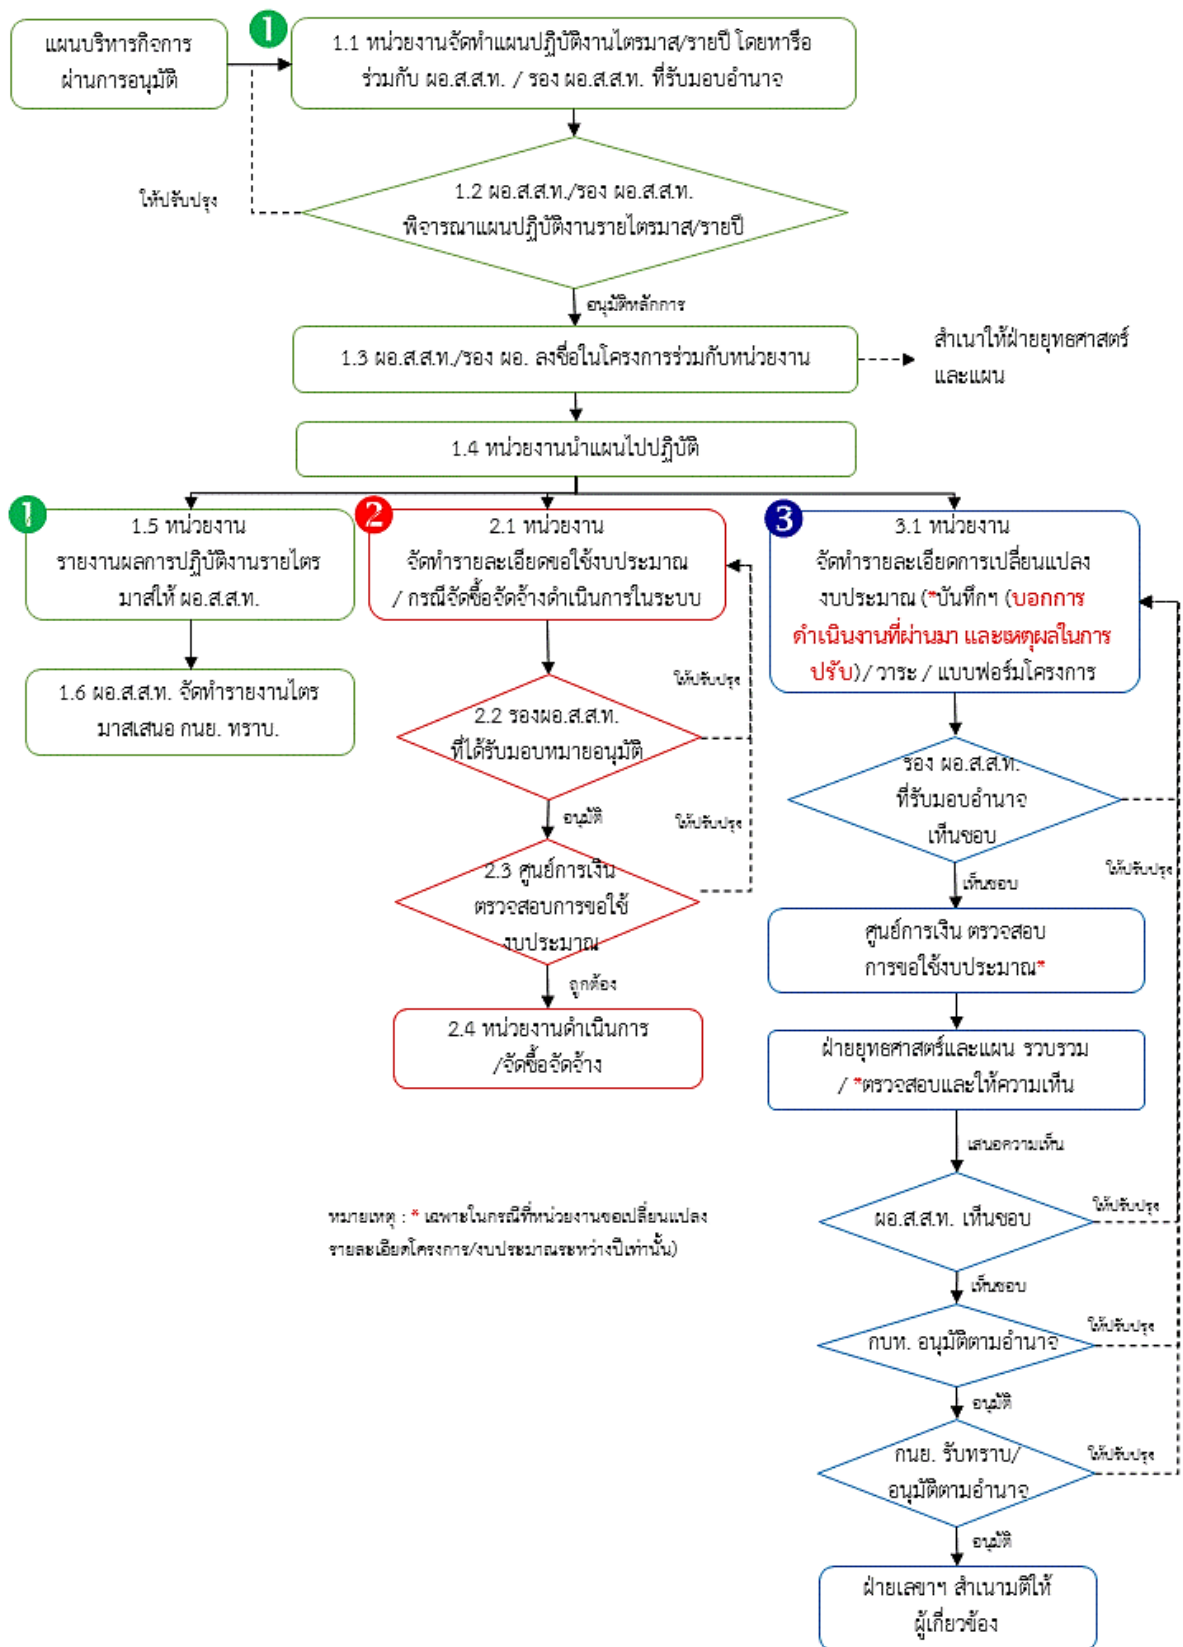 แผนบริหารกิจการ
ผ่านการอนุมัติ
1
1.1 หน่วยงานจัดทำแผนปฏิบัติงานไตรมาส/รายปี โดยหารือ
ร่วมกับ ผอ.ส.ส.ท. / รอง ผอ.ส.ส.ท. ที่รับมอบอำนาจ
ให้ปรับปรุง
1.2 ผอ.ส.ส.ท./รอง ผอ.ส.ส.ท.
พิจารณาแผนปฏิบัติงานรายไตรมาส/รายปี
อนุมัติหลักการ
1.3 ผอ.ส.ส.ท./รอง ผอ. ลงชื่อในโครงการร่วมกับหน่วยงาน
สำเนาให้ฝ่ายยุทธศาสตร์
และแผน
1.4 หน่วยงานนำแผนไปปฏิบัติ
1
1.5 หน่วยงาน
รายงานผลการปฏิบัติงานรายไตร
มาสให้ ผอ.ส.ส.ท.
1.6 ผอ.ส.ส.ท. จัดทำรายงานไตร
มาสเสนอ กนย. ทราบ.
2
2.1 หน่วยงาน
จัดทำรายละเอียดขอใช้งบประมาณ
/ กรณีจัดซื้อจัดจ้างดำเนินการในระบบ
ให้ปรับปรุง
2.2 รองผอ.ส.ส.ท.
ที่ได้รับมอบหมายอนุมัติ
อนุมัติ
ให้ปรับปรุง
2.3 ศูนย์การเงิน
ตรวจสอบการขอใช้
งบประมาณ
ถูกต้อง
2.4 หน่วยงานดำเนินการ
/จัดซื้อจัดจ้าง
3
3.1 หน่วยงาน
จัดทำรายละเอียดการเปลี่ยนแปลง
งบประมาณ (*บันทึกฯ (บอกการ
ดำเนินงานที่ผ่านมา และเหตุผลในการ
ปรับ)/ วาระ / แบบฟอร์มโครงการ
รอง ผอ.ส.ส.ท.
ที่รับมอบอำนาจ
เห็นชอบ
ให้ปรับปรุง
เห็นชอบ
ศูนย์การเงิน ตรวจสอบ
การขอใช้งบประมาณ*
ฝ่ายยุทธศาสตร์และแผน รวบรวม
/ *ตรวจสอบและให้ความเห็น
เสนอความเห็น
ผอ.ส.ส.ท. เห็นชอบ
ให้ปรับปรุง
เห็นชอบ
กบท. อนุมัติตามอำนาจ
ให้ปรับปรุง
อนุมัติ
กนย. รับทราบ/
อนุมัติตามอำนาจ
ให้ปรับปรุง
อนุมัติ
ฝ่ายเลขาฯ สำเนามติให้
ผู้เกี่ยวข้อง
หมายเหตุ : * เฉพาะในกรณีที่หน่วยงานขอเปลี่ยนแปลง
รายละเอียดโครงการ/งบประมาณระหว่างปีเท่านั้น)